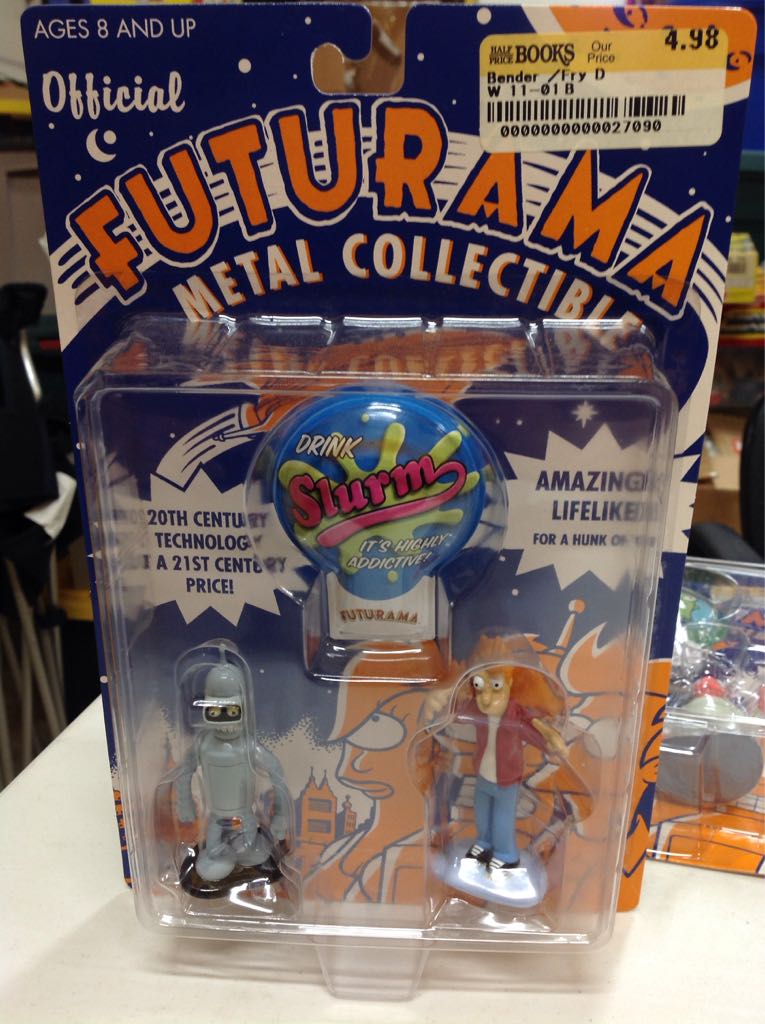 AGES 8 AND UP
HALF PRICE BOOKS Our Price 4.98
Bender /Fry D
W 11-01B
0000000000027090
Official
FUTURAMA
METAL COLLECTIBLE
DRINK
Slurm
IT'S HIGHLY
ADDICTIVE!
FUTURAMA
20TH CENTURY
TECHNOLOGY
A 21ST CENTURY
PRICE!
AMAZING
LIFELIKE
FOR A HUNK OF